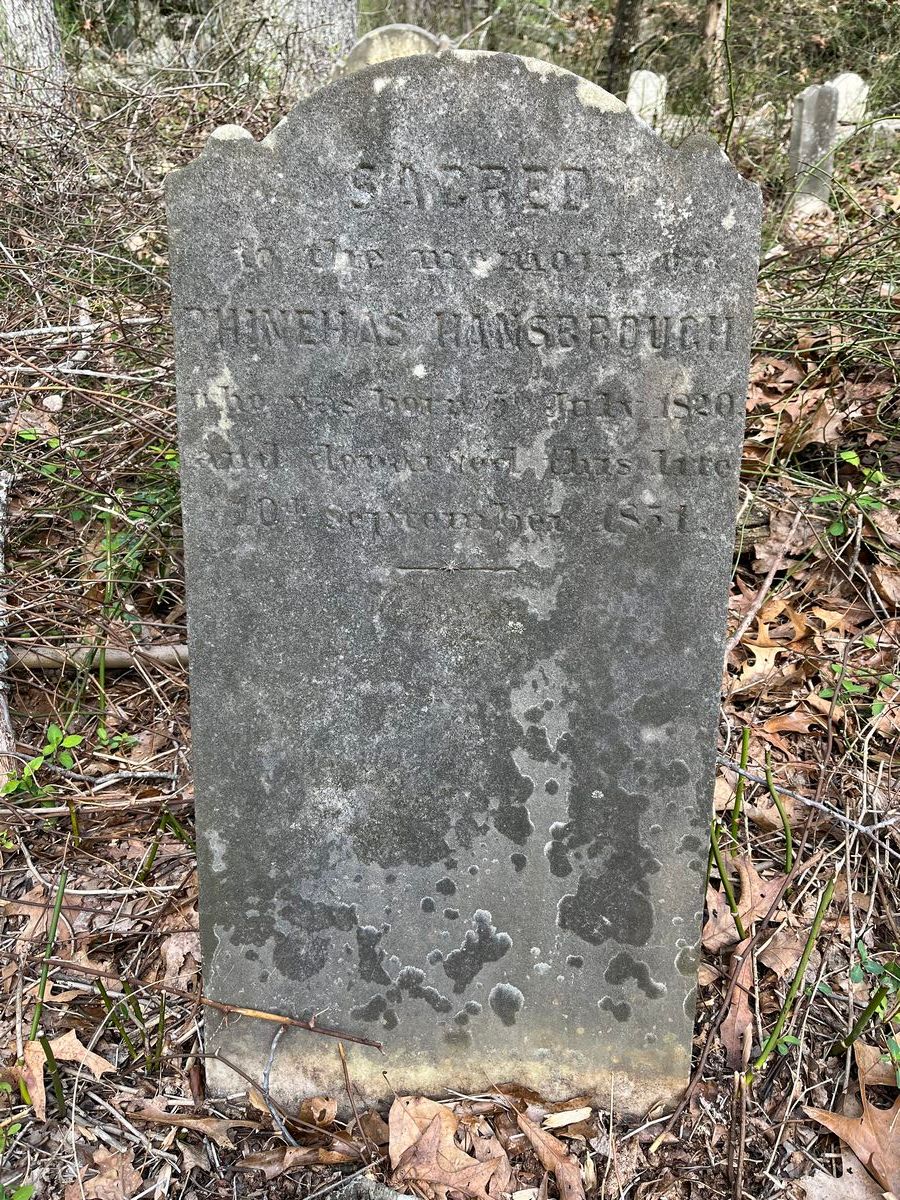 SACRED
to the memory of
PHINEHAS HANSBROUGH
who was born July 1820
and departed this life
10th September 1851